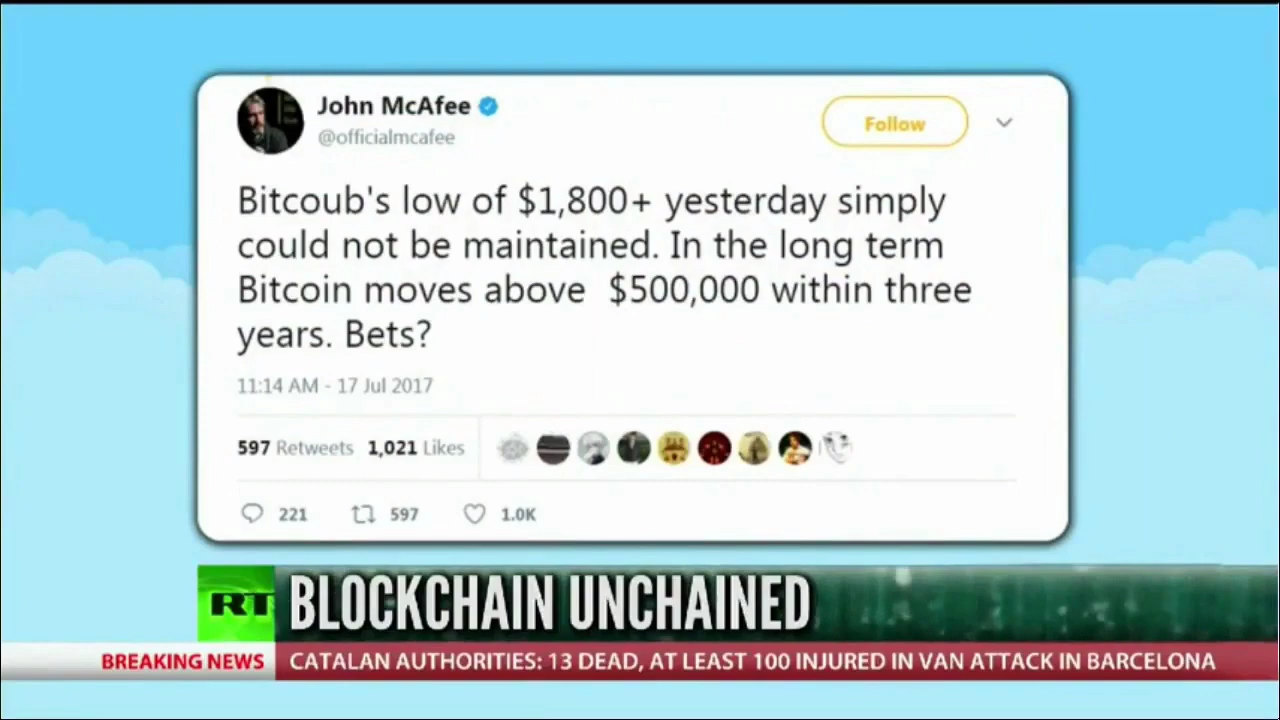 John McAfee
Follow
@officialmcafee
Bitcoub's low of $1,800+ yesterday simply
could not be maintained. In the long term
Bitcoin moves above $500,000 within three
years. Bets?
11:14 AM - 17 Jul 2017
597 Retweets 1,021 Likes
221 597 1.0K
RT BLOCKCHAIN UNCHAINED
BREAKING NEWS CATALAN AUTHORITIES: 13 DEAD, AT LEAST 100 INJURED IN VAN ATTACK IN BARCELONA